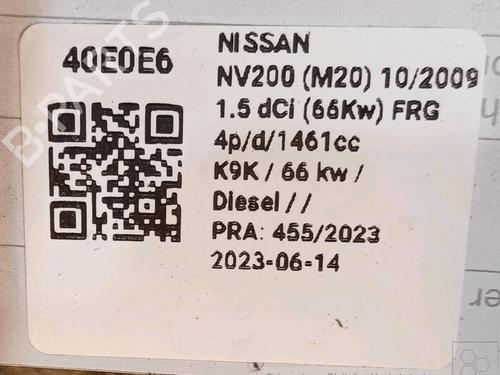 40E0E6
NISSAN
NV200 (M20) 10/2009
1.5 dCi (66Kw) FRG
4p/d/1461cc
K9K / 66 kw /
Diesel / /
PRA: 455/2023
2023-06-14
B-PARTS